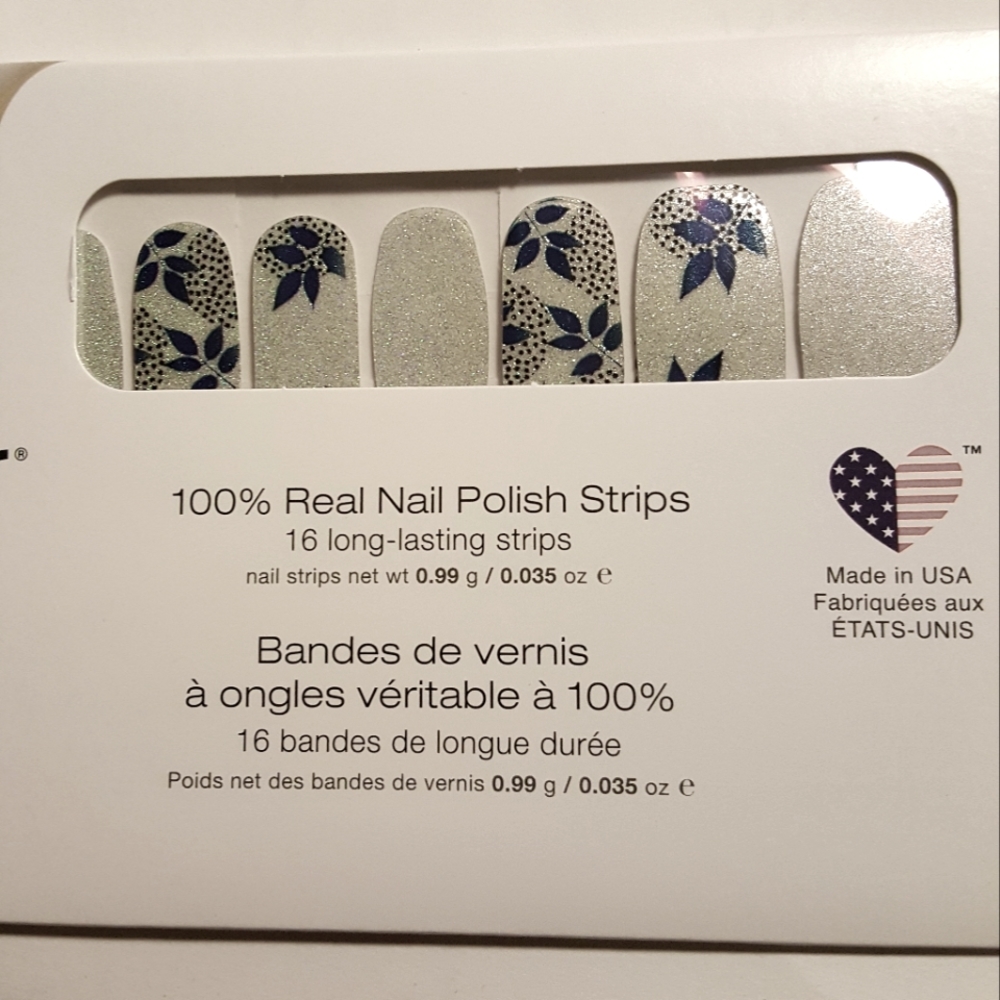 ®
100% Real Nail Polish Strips
16 long-lasting strips
nail strips net wt 0.99 g / 0.035 oz ℮
Bandes de vernis
à ongles véritable à 100%
16 bandes de longue durée
Poids net des bandes de vernis 0.99 g / 0.035 oz ℮
TM
Made in USA
Fabriquées aux
ÉTATS-UNIS